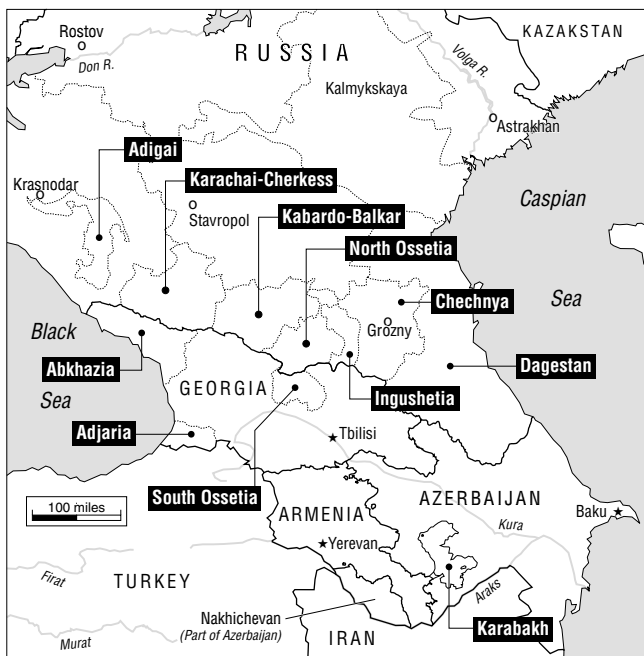 Rostov
Don R.
RUSSIA
KAZAKSTAN
Volga R.
Kalmykskaya
Astrakhan
Adigai
Krasnodar
Karachai-Cherkess
Stavropol
Kabardo-Balkar
Caspian
Sea
North Ossetia
Chechnya
Grozny
Black
Sea
Abkhazia
Dagestan
GEORGIA
Ingushetia
Adjaria
Tbilisi
South Ossetia
100 miles
AZERBAIJAN
ARMENIA
Baku
Kura
Yerevan
Firat
TURKEY
Araks
Nakhichevan
(Part of Azerbaijan)
Karabakh
Murat
IRAN